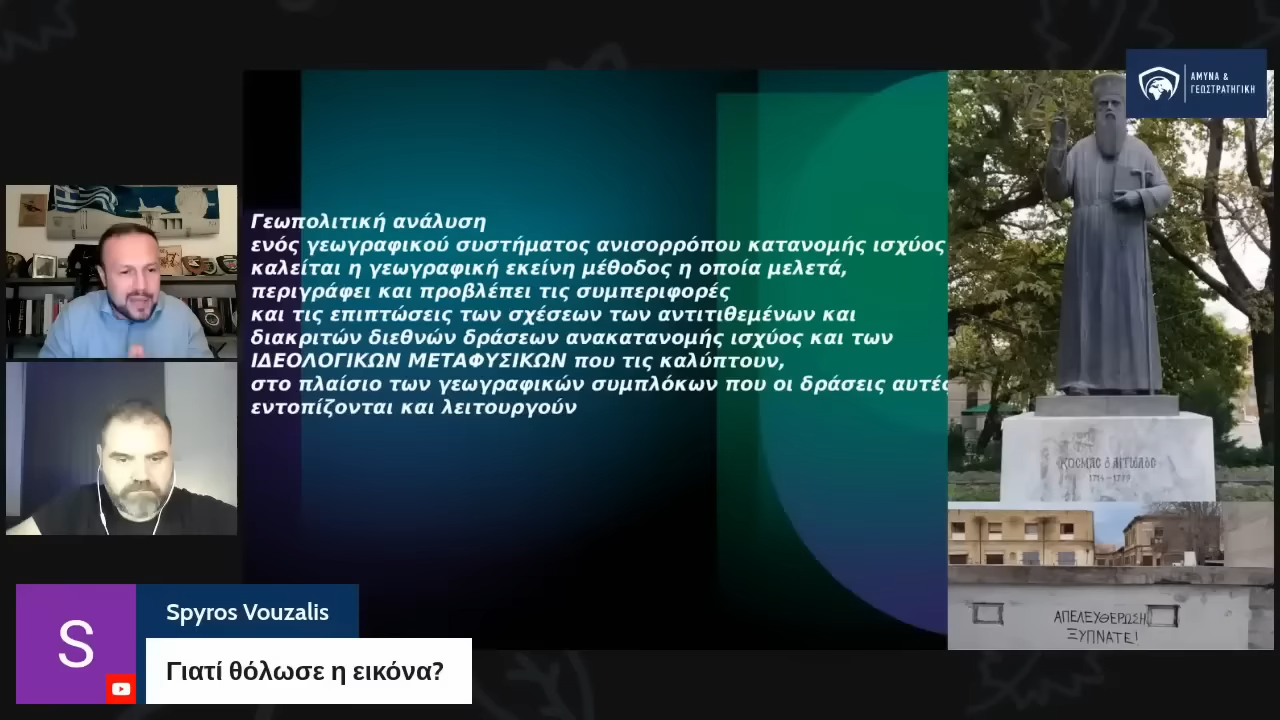 ΑΜΥΝΑ &
ΓΕΩΣΤΡΑΤΗΓΙΚΗ
Γεωπολιτική ανάλυση
ενός γεωγραφικού συστήματος ανισορρόπου κατανομής ισχύος
καλείται η γεωγραφική εκείνη μέθοδος η οποία μελετά,
περιγράφει και προβλέπει τις συμπεριφορές
και τις επιπτώσεις των σχέσεων των αντιτιθεμένων και
διακριτών διεθνών δράσεων ανακατανομής ισχύος και των
ΙΔΕΟΛΟΓΙΚΩΝ ΜΕΤΑΦΥΣΙΚΩΝ που τις καλύπτουν,
στο πλαίσιο των γεωγραφικών συμπλόκων που οι δράσεις αυτές
εντοπίζονται και λειτουργούν
ΚΟΣΜΑΣ Ο ΑΙΤΩΛΟΣ
ΑΠΕΛΕΥΘΕΡΩΣΗ
ΞΥΠΝΑΤΕ!
S
Spyros Vouzalis
Γιατί θόλωσε η εικόνα?